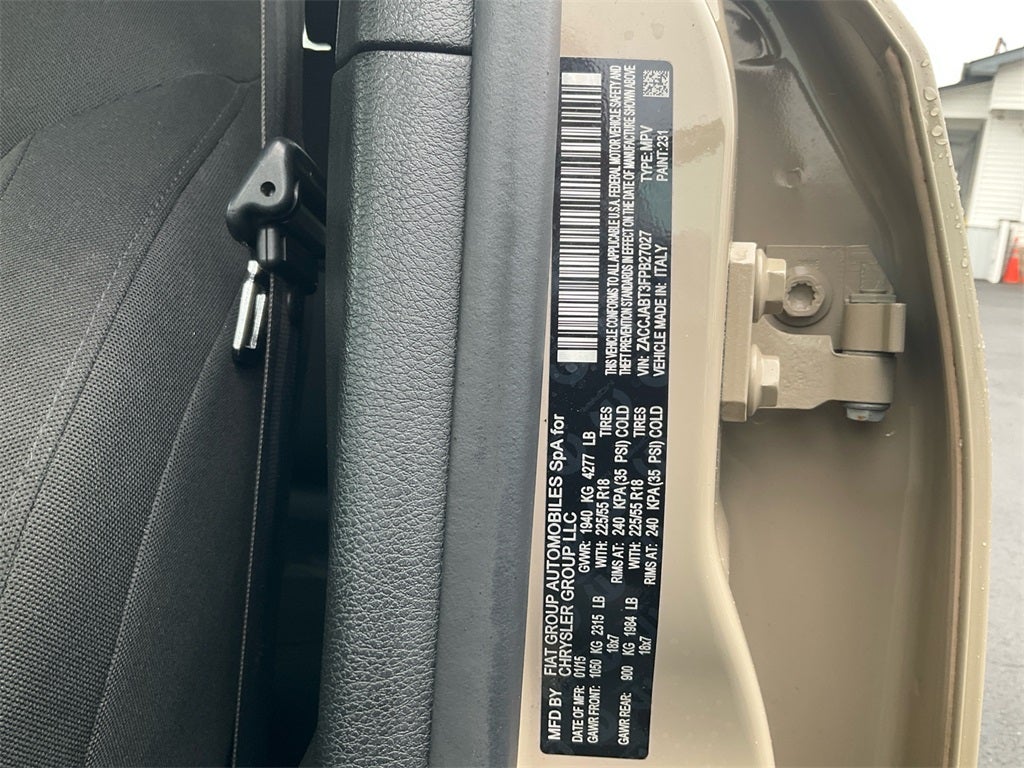 MFD BY FIAT GROUP AUTOMOBILES SpA for
CHRYSLER GROUP LLC
DATE OF MFR: 01/15 GVWR: 1940 KG 4277 LB
GAWR FRONT: 1050 KG 2315 LB WITH: 225/55 R18 TIRES
18x7 RIMS AT: 240 KPA (35 PSI) COLD
GAWR REAR: 900 KG 1984 LB WITH: 225/55 R18 TIRES
18x7 RIMS AT: 240 KPA (35 PSI) COLD
THIS VEHICLE CONFORMS TO ALL APPLICABLE U.S.A. FEDERAL MOTOR VEHICLE SAFETY AND
THEFT PREVENTION STANDARDS IN EFFECT ON THE DATE OF MANUFACTURE SHOWN ABOVE
VIN: ZACCJABT3FPB27027 TYPE: MPV
VEHICLE MADE IN: ITALY PAINT: 231